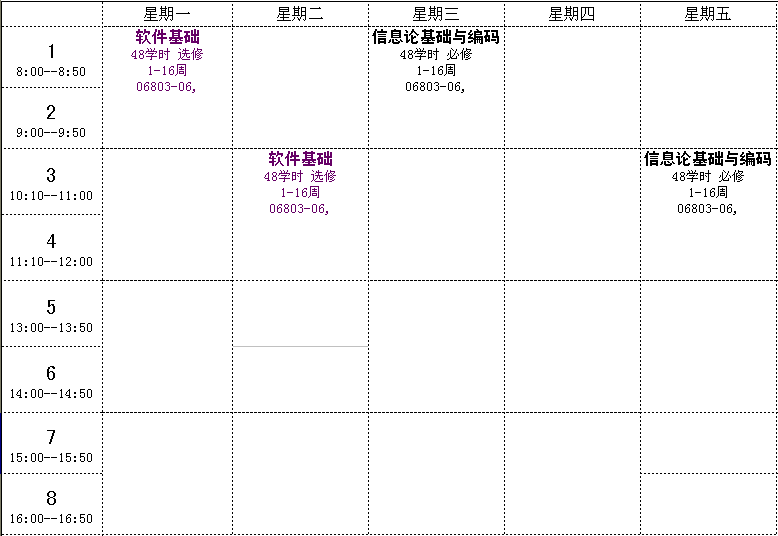 星期一 星期二 星期三 星期四 星期五
1
8:00--8:50
软件基础
48学时 选修
1-16周
06803-06,
信息论基础与编码
48学时 必修
1-16周
06803-06,
2
9:00--9:50
3
10:10--11:00
软件基础
48学时 选修
1-16周
06803-06,
信息论基础与编码
48学时 必修
1-16周
06803-06,
4
11:10--12:00
5
13:00--13:50
6
14:00--14:50
7
15:00--15:50
8
16:00--16:50